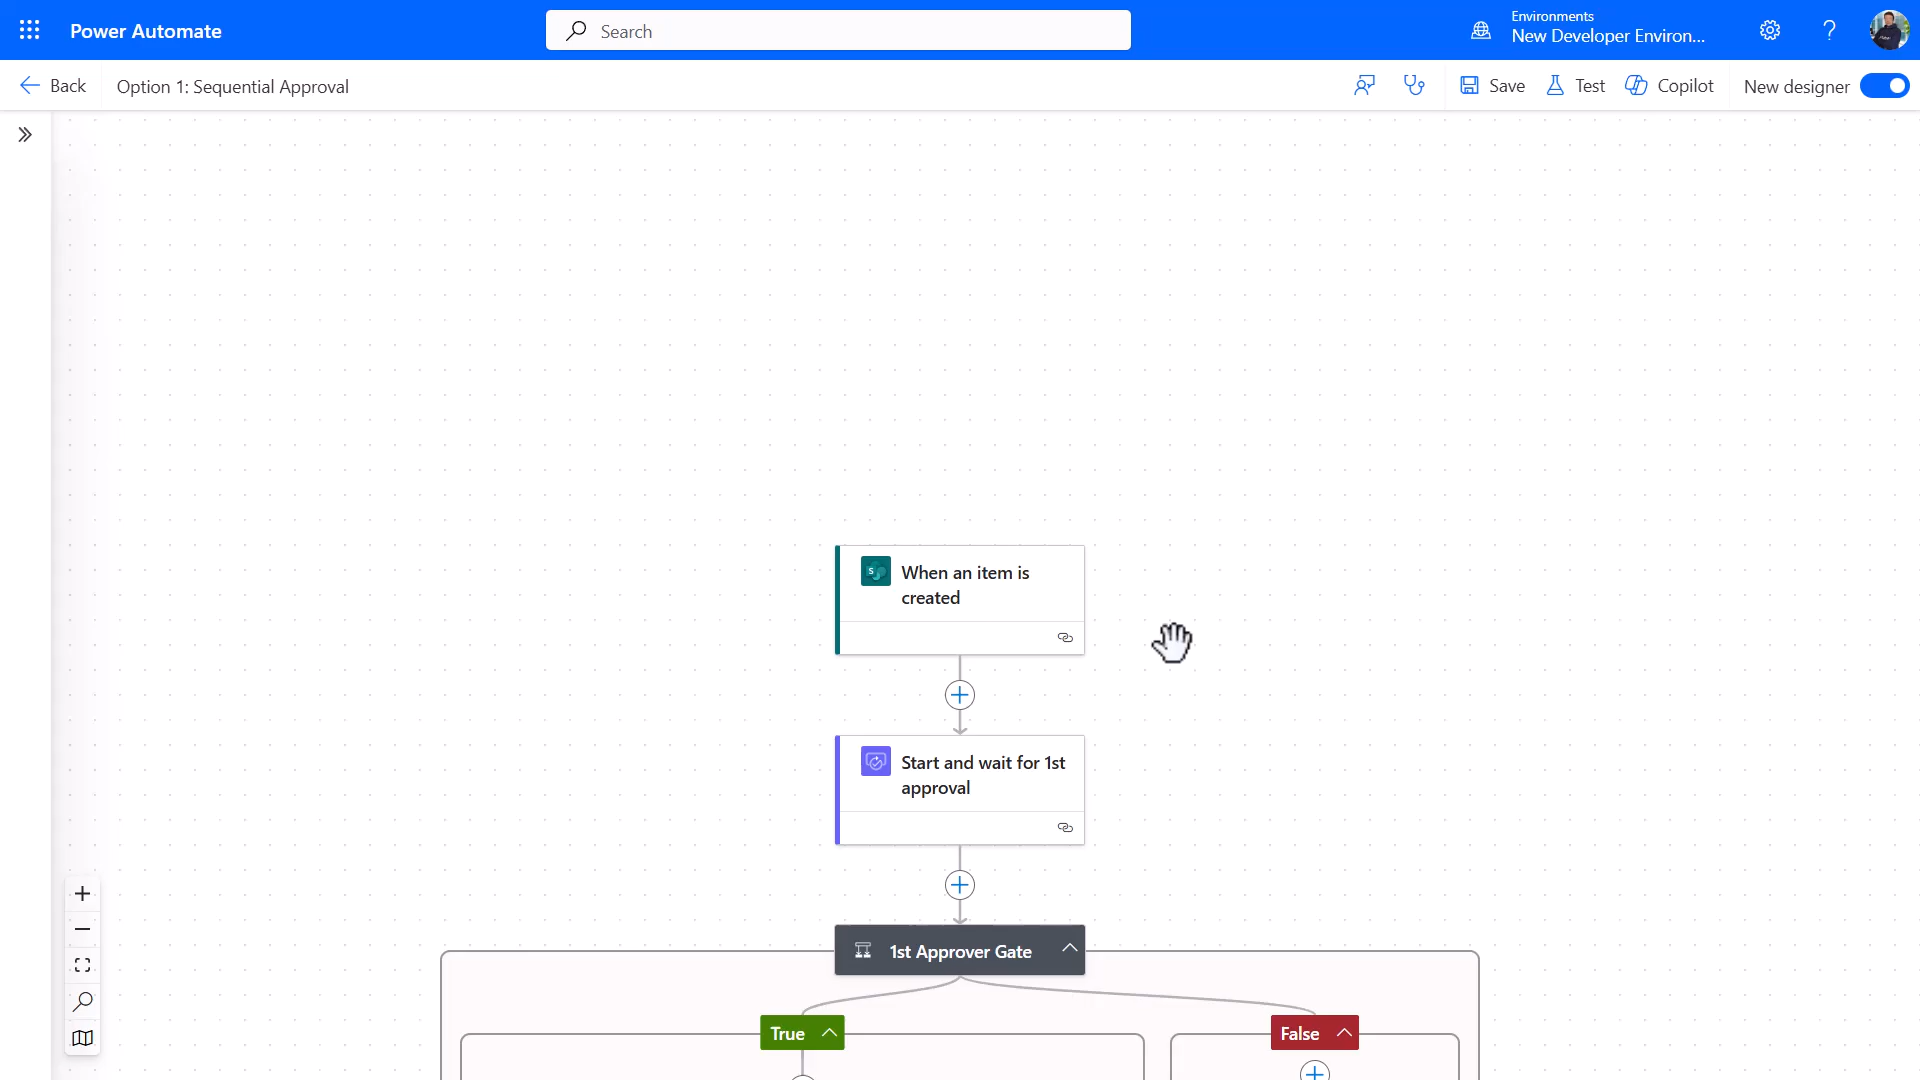 Power Automate
Search
Environments
New Developer Environ...
Back
Option 1: Sequential Approval
Save
Test
Copilot
New designer
When an item is
created
Start and wait for 1st
approval
1st Approver Gate
True
False